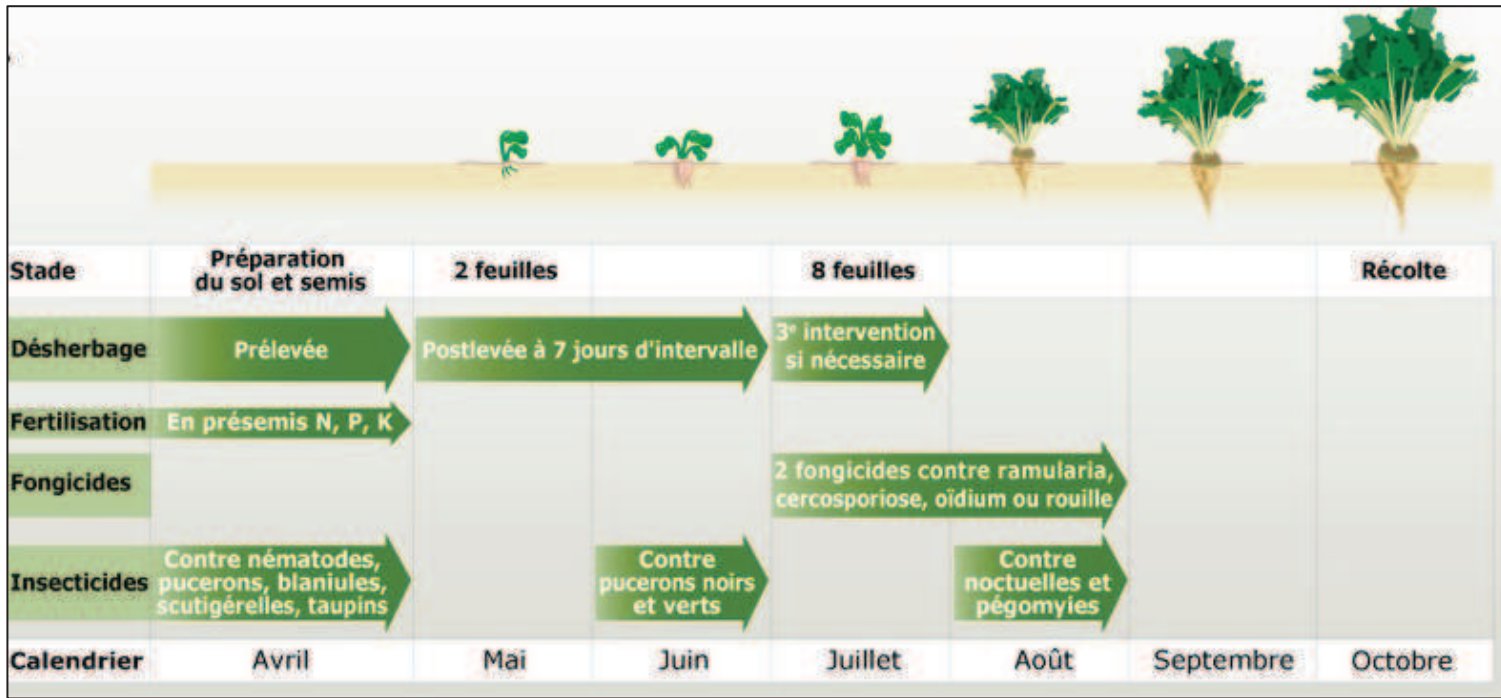 Stade
Préparation
du sol et semis
2 feuilles
8 feuilles
Récolte
Désherbage
Prélevée
Postlevée à 7 jours d'intervalle
3e intervention
si nécessaire
Fertilisation
En présemis N, P, K
Fongicides
2 fongicides contre ramularia,
cercosporiose, oïdium ou rouille
Insecticides
Contre nématodes,
pucerons, blaniules,
scutigérelles, taupins
Contre
pucerons noirs
et verts
Contre
noctuelles et
pégomyies
Calendrier
Avril
Mai
Juin
Juillet
Août
Septembre
Octobre